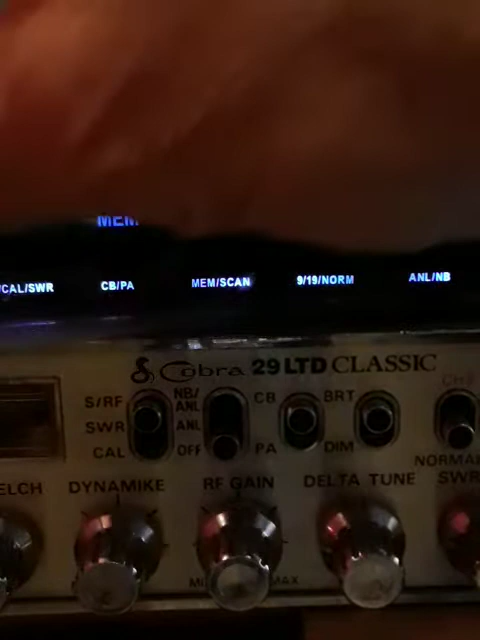 MEM
/CAL/SWR CB/PA MEM/SCAN 9/19/NORM ANL/NB
Cobra 29 LTD CLASSIC
S/RF NB/ANL CB BRT
SWR ANL
CAL OFF PA DIM NORMAL
ELCH DYNAMIKE RF GAIN DELTA TUNE SWR
MAX